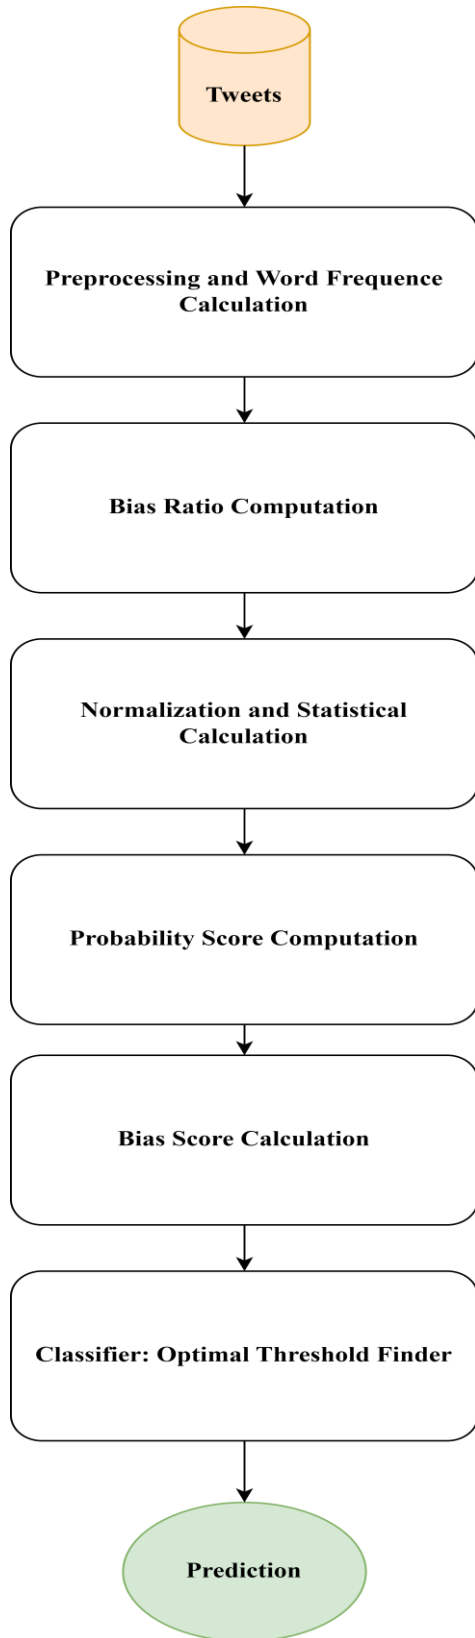 Tweets
Preprocessing and Word Frequence
Calculation
Bias Ratio Computation
Normalization and Statistical
Calculation
Probability Score Computation
Bias Score Calculation
Classifier: Optimal Threshold Finder
Prediction